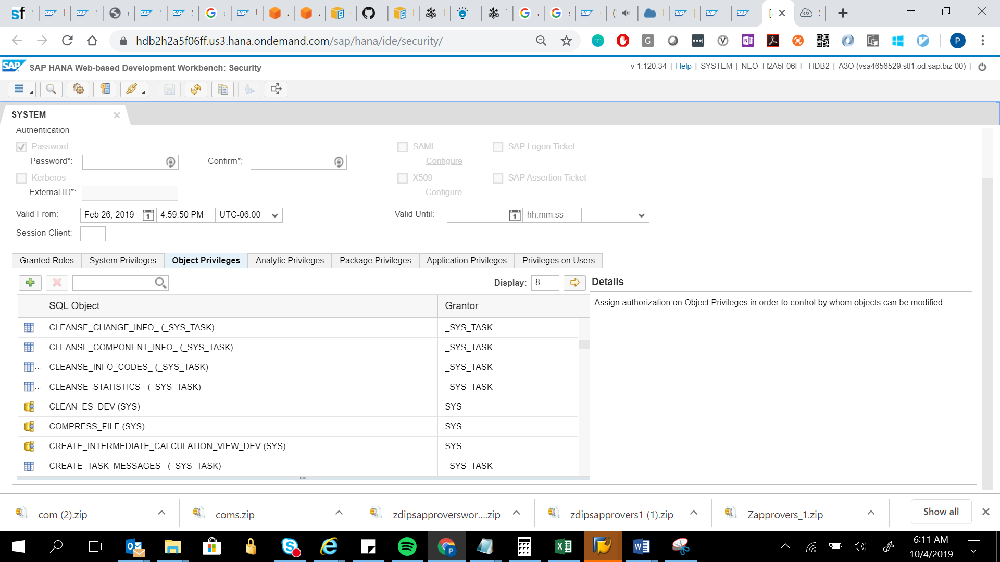 hdb2h2a5f06ff.us3.hana.ondemand.com/sap/hana/ide/security/
SAP SAP HANA Web-based Development Workbench: Security
v 1.120.34 | Help | SYSTEM | NEO_H2A5F06FF_HDB2 | A3O (vsa4656529.stl1.od.sap.biz 00) |
SYSTEM
Authentication
Password SAML SAP Logon Ticket
Password*: Confirm*: Configure
Kerberos X509 SAP Assertion Ticket
External ID*: Configure
Valid From: Feb 26, 2019 4:59:50 PM UTC-06:00 Valid Until: hh:mm:ss
Session Client:
Granted Roles System Privileges Object Privileges Analytic Privileges Package Privileges Application Privileges Privileges on Users
Display: 8 Details
SQL Object Grantor
Assign authorization on Object Privileges in order to control by whom objects can be modified
CLEANSE_CHANGE_INFO_ (_SYS_TASK) _SYS_TASK
CLEANSE_COMPONENT_INFO_ (_SYS_TASK) _SYS_TASK
CLEANSE_INFO_CODES_ (_SYS_TASK) _SYS_TASK
CLEANSE_STATISTICS_ (_SYS_TASK) _SYS_TASK
CLEAN_ES_DEV (SYS) SYS
COMPRESS_FILE (SYS) SYS
CREATE_INTERMEDIATE_CALCULATION_VIEW_DEV (SYS) SYS
CREATE_TASK_MESSAGES_ (_SYS_TASK) _SYS_TASK
com (2).zip coms.zip zdipsapproverswor....zip zdipsapprovers1 (1).zip Zapprovers_1.zip Show all
6:11 AM
10/4/2019